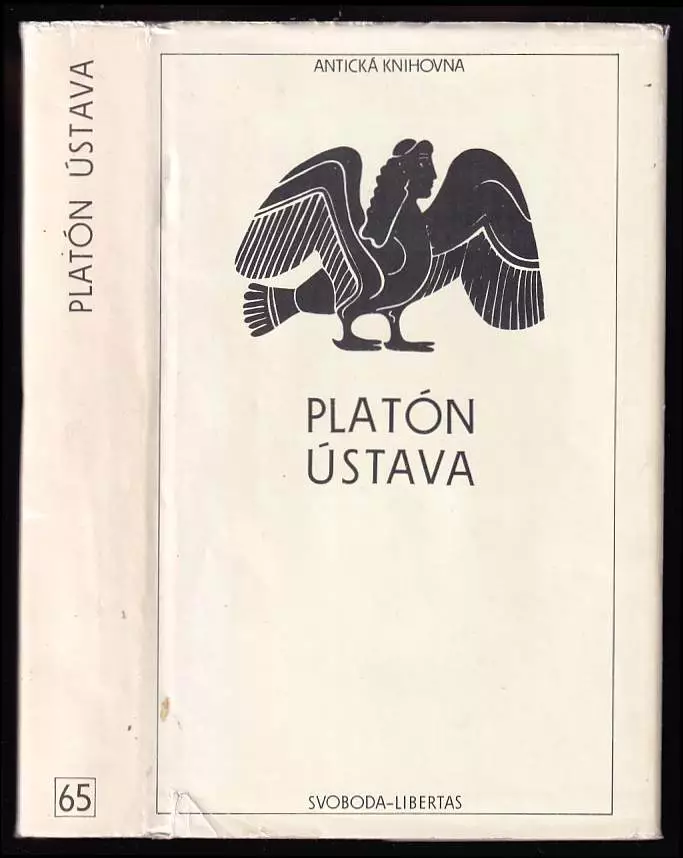 PLATÓN ÚSTAVA
65
ANTICKÁ KNIHOVNA
PLATÓN
ÚSTAVA
SVOBODA-LIBERTAS